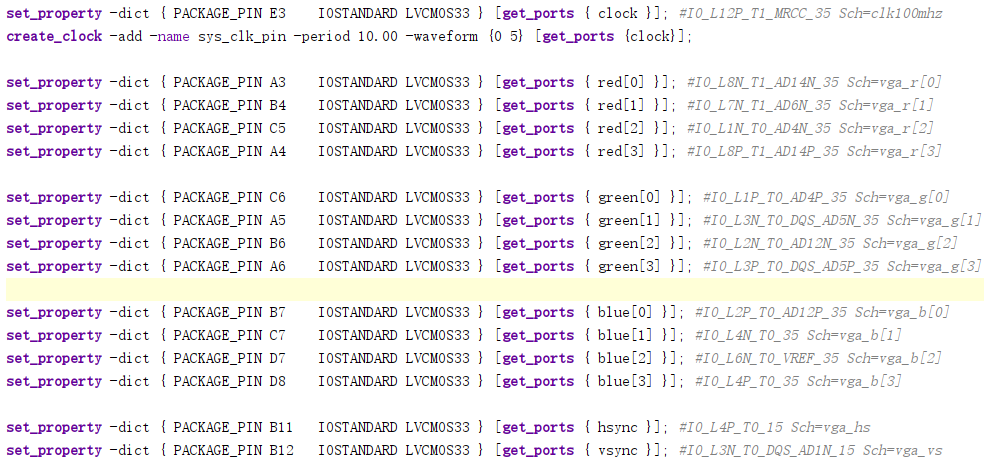 set_property -dict { PACKAGE_PIN E3    IOSTANDARD LVCMOS33 } [get_ports { clock }]; #IO_L12P_T1_MRCC_35 Sch=clk100mhz
create_clock -add -name sys_clk_pin -period 10.00 -waveform {0 5} [get_ports {clock}];
set_property -dict { PACKAGE_PIN A3    IOSTANDARD LVCMOS33 } [get_ports { red[0] }]; #IO_L8N_T1_AD14N_35 Sch=vga_r[0]
set_property -dict { PACKAGE_PIN B4    IOSTANDARD LVCMOS33 } [get_ports { red[1] }]; #IO_L7N_T1_AD6N_35 Sch=vga_r[1]
set_property -dict { PACKAGE_PIN C5    IOSTANDARD LVCMOS33 } [get_ports { red[2] }]; #IO_L1N_T0_AD4N_35 Sch=vga_r[2]
set_property -dict { PACKAGE_PIN A4    IOSTANDARD LVCMOS33 } [get_ports { red[3] }]; #IO_L8P_T1_AD14P_35 Sch=vga_r[3]
set_property -dict { PACKAGE_PIN C6    IOSTANDARD LVCMOS33 } [get_ports { green[0] }]; #IO_L1P_T0_AD4P_35 Sch=vga_g[0]
set_property -dict { PACKAGE_PIN A5    IOSTANDARD LVCMOS33 } [get_ports { green[1] }]; #IO_L3N_T0_DQS_AD5N_35 Sch=vga_g[1]
set_property -dict { PACKAGE_PIN B6    IOSTANDARD LVCMOS33 } [get_ports { green[2] }]; #IO_L2N_T0_AD12N_35 Sch=vga_g[2]
set_property -dict { PACKAGE_PIN A6    IOSTANDARD LVCMOS33 } [get_ports { green[3] }]; #IO_L3P_T0_DQS_AD5P_35 Sch=vga_g[3]
set_property -dict { PACKAGE_PIN B7    IOSTANDARD LVCMOS33 } [get_ports { blue[0] }]; #IO_L2P_T0_AD12P_35 Sch=vga_b[0]
set_property -dict { PACKAGE_PIN C7    IOSTANDARD LVCMOS33 } [get_ports { blue[1] }]; #IO_L4N_T0_35 Sch=vga_b[1]
set_property -dict { PACKAGE_PIN D7    IOSTANDARD LVCMOS33 } [get_ports { blue[2] }]; #IO_L6N_T0_VREF_35 Sch=vga_b[2]
set_property -dict { PACKAGE_PIN D8    IOSTANDARD LVCMOS33 } [get_ports { blue[3] }]; #IO_L4P_T0_35 Sch=vga_b[3]
set_property -dict { PACKAGE_PIN B11   IOSTANDARD LVCMOS33 } [get_ports { hsync }]; #IO_L4P_T0_15 Sch=vga_hs
set_property -dict { PACKAGE_PIN B12   IOSTANDARD LVCMOS33 } [get_ports { vsync }]; #IO_L3N_T0_DQS_AD1N_15 Sch=vga_vs